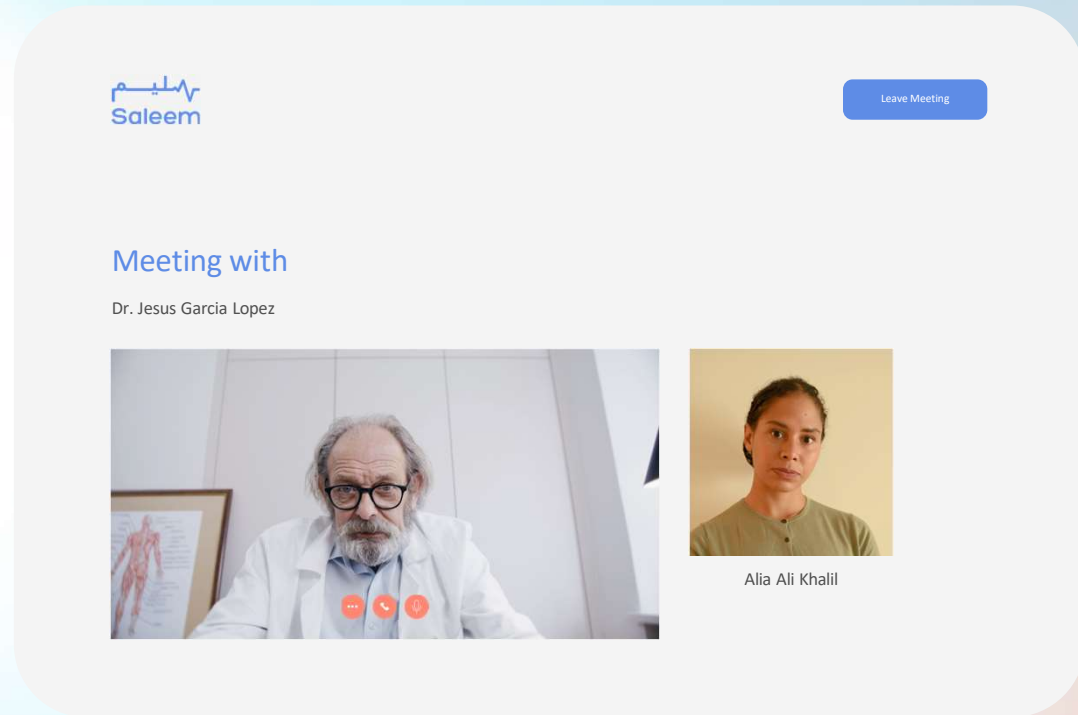 سليم
Saleem
Leave Meeting
Meeting with
Dr. Jesus Garcia Lopez
Alia Ali Khalil